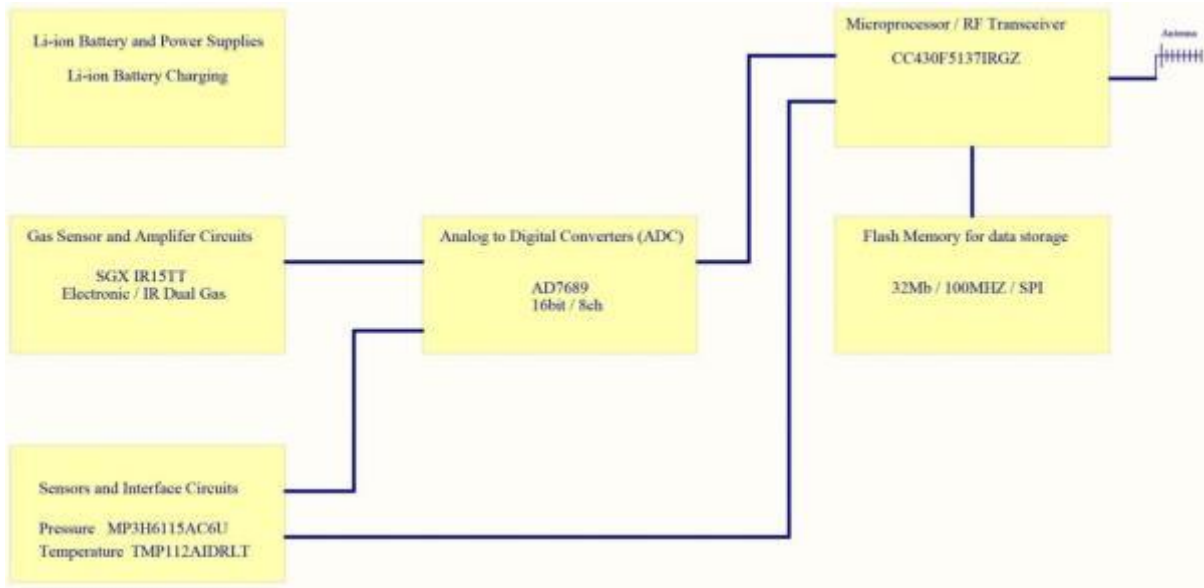 Li-ion Battery and Power Supplies
Li-ion Battery Charging
Microprocessor / RF Transceiver
CC430F5137IRGZ
Antenna
Gas Sensor and Amplifer Circuits
SGX IR15TT
Electronic / IR Dual Gas
Analog to Digital Converters (ADC)
AD7689
16bit / 8ch
Flash Memory for data storage
32Mb / 100MHZ / SPI
Sensors and Interface Circuits
Pressure MP3H6115AC6U
Temperature TMP112AIDRLT